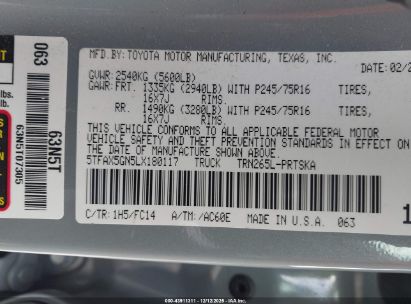 MFD.BY:TOYOTA MOTOR MANUFACTURING, TEXAS, INC.
DATE: 02/2
GVWR: 2540KG (5600LB)
GAWR: FRT. 1335KG (2940LB) WITH P245/75R16 TIRES,
16X7J RIMS.
RR. 1490KG (3280LB) WITH P245/75R16 TIRES,
16X7J RIMS.
THIS VEHICLE CONFORMS TO ALL APPLICABLE FEDERAL MOTOR
VEHICLE SAFETY AND THEFT PREVENTION STANDARDS IN EFFECT ON
THE DATE OF MANUFACTURE SHOWN ABOVE.
5TFAX5GN5LX180117 TRUCK TRN265L-PRTSKA
C/TR: 1H5/FC14 A/TM: /AC60E MADE IN U.S.A. 063
063
63N5T
63N5T07305
lbs.
lb.